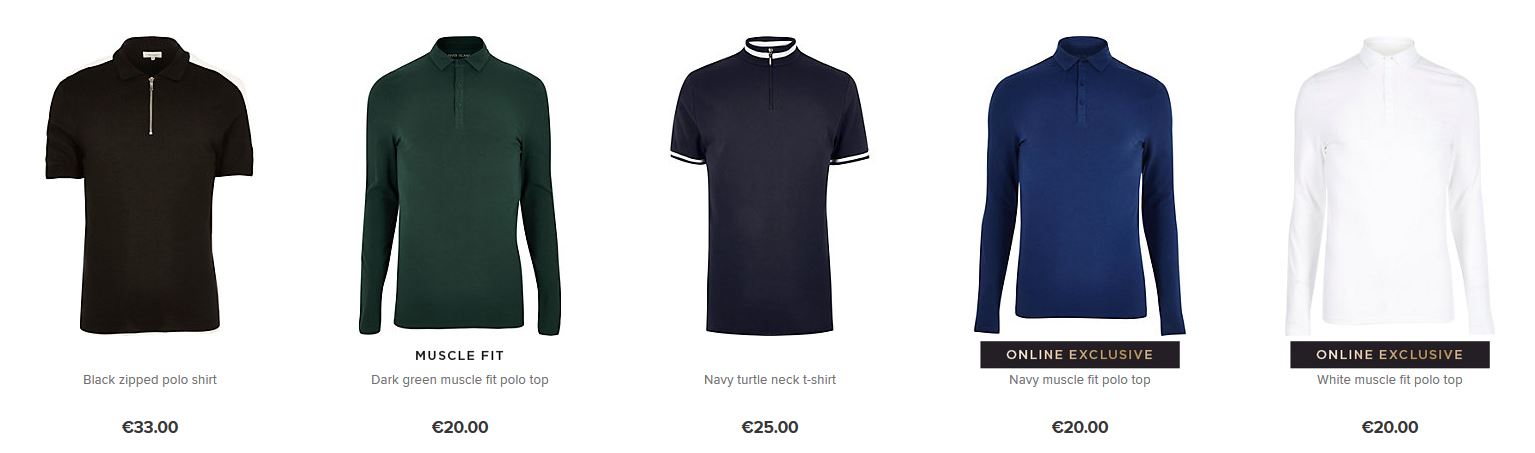 MUSCLE FIT
ONLINE EXCLUSIVE
ONLINE EXCLUSIVE
Black zipped polo shirt
Dark green muscle fit polo top
Navy turtle neck t-shirt
Navy muscle fit polo top
White muscle fit polo top
€33.00
€20.00
€25.00
€20.00
€20.00